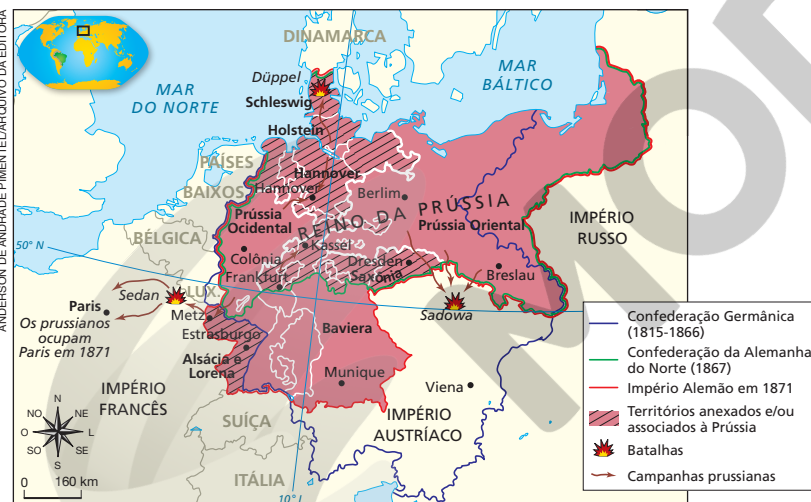 ANDERSON DE ANDRADE PIMENTEL/ARQUIVO DA EDITORA
DINAMARCA
MAR
DO NORTE
MAR
BÁLTICO
Düppel
Schleswig
Holstein
PAÍSES
BAIXOS
Hannover
Hannover
Berlim
REINO DA PRÚSSIA
Prússia
Ocidental
Prússia Oriental
IMPÉRIO
RUSSO
BÉLGICA
50° N
Colônia
Kassel
Dresden
Saxônia
Breslau
Frankfurt
LUX.
Sedan
Paris
Os prussianos
ocupam
Paris em 1871
Metz
Estrasburgo
Sadowa
Alsácia e
Lorena
Baviera
Munique
Viena
IMPÉRIO
FRANCÊS
IMPÉRIO
AUSTRÍACO
SUÍÇA
ITÁLIA
N
NO
NE
O
L
SO
SE
S
0
160 km
10° L
Confederação Germânica
(1815-1866)
Confederação da Alemanha
do Norte (1867)
Império Alemão em 1871
Territórios anexados e/ou
associados à Prússia
Batalhas
Campanhas prussianas